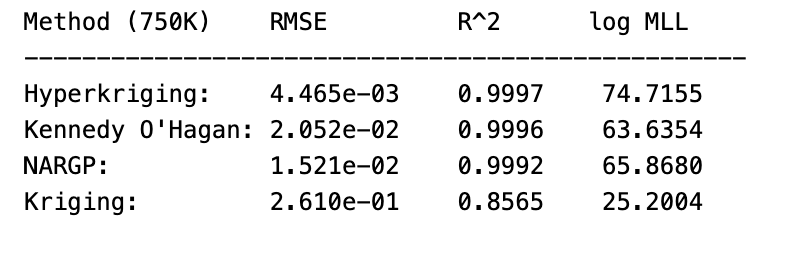 Method (750K)   RMSE         R^2      log MLL
--------------------------------------------------
Hyperkriging:    4.465e-03    0.9997    74.7155
Kennedy O'Hagan: 2.052e-02    0.9996    63.6354
NARGP:           1.521e-02    0.9992    65.8680
Kriging:         2.610e-01    0.8565    25.2004